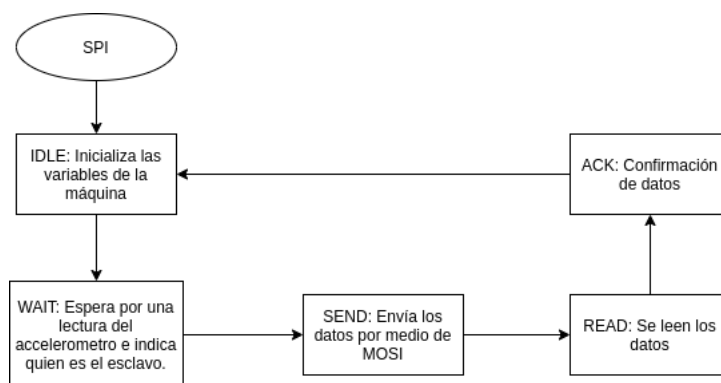 SPI
IDLE: Inicializa las
variables de la
máquina
ACK: Confirmación
de datos
WAIT: Espera por una
lectura del
accelerometro e indica
quien es el esclavo.
SEND: Envía los
datos por medio de
MOSI
READ: Se leen los
datos